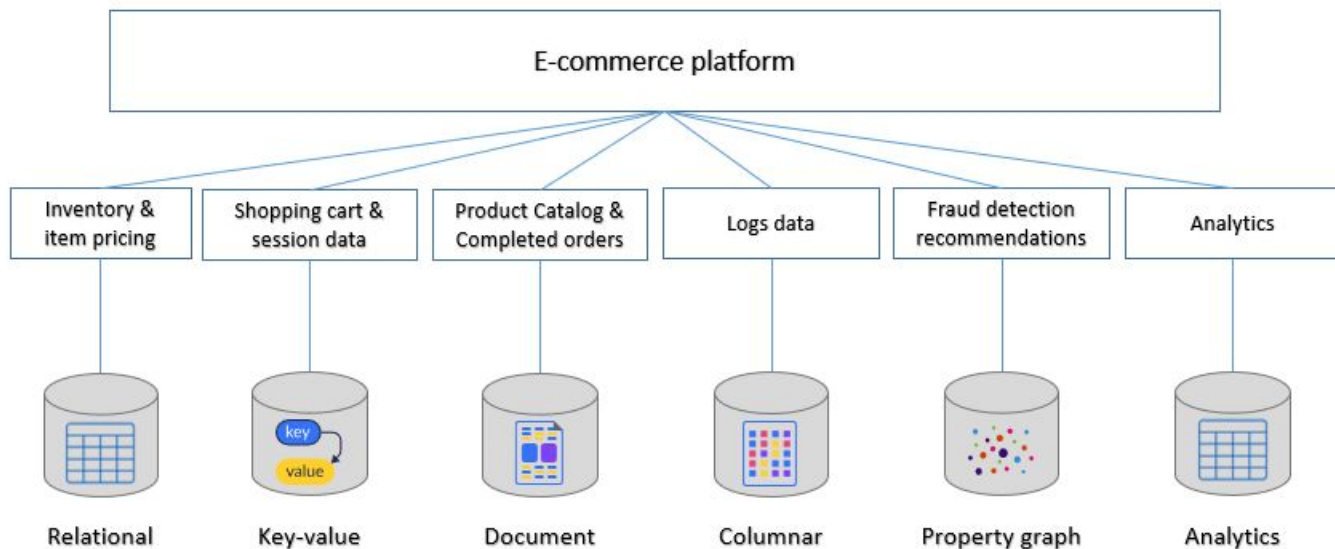 E-commerce platform
Inventory &
item pricing
Shopping cart &
session data
Product Catalog &
Completed orders
Logs data
Fraud detection
recommendations
Analytics
key
value
Relational
Key-value
Document
Columnar
Property graph
Analytics